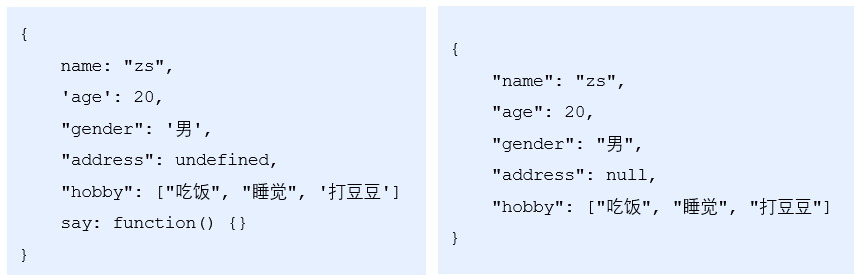 {
name: "zs",
'age': 20,
"gender": '男',
"address": undefined,
"hobby": ["吃饭", "睡觉", '打豆豆']
say: function() {}
}
{
"name": "zs",
"age": 20,
"gender": "男",
"address": null,
"hobby": ["吃饭", "睡觉", "打豆豆"]
}